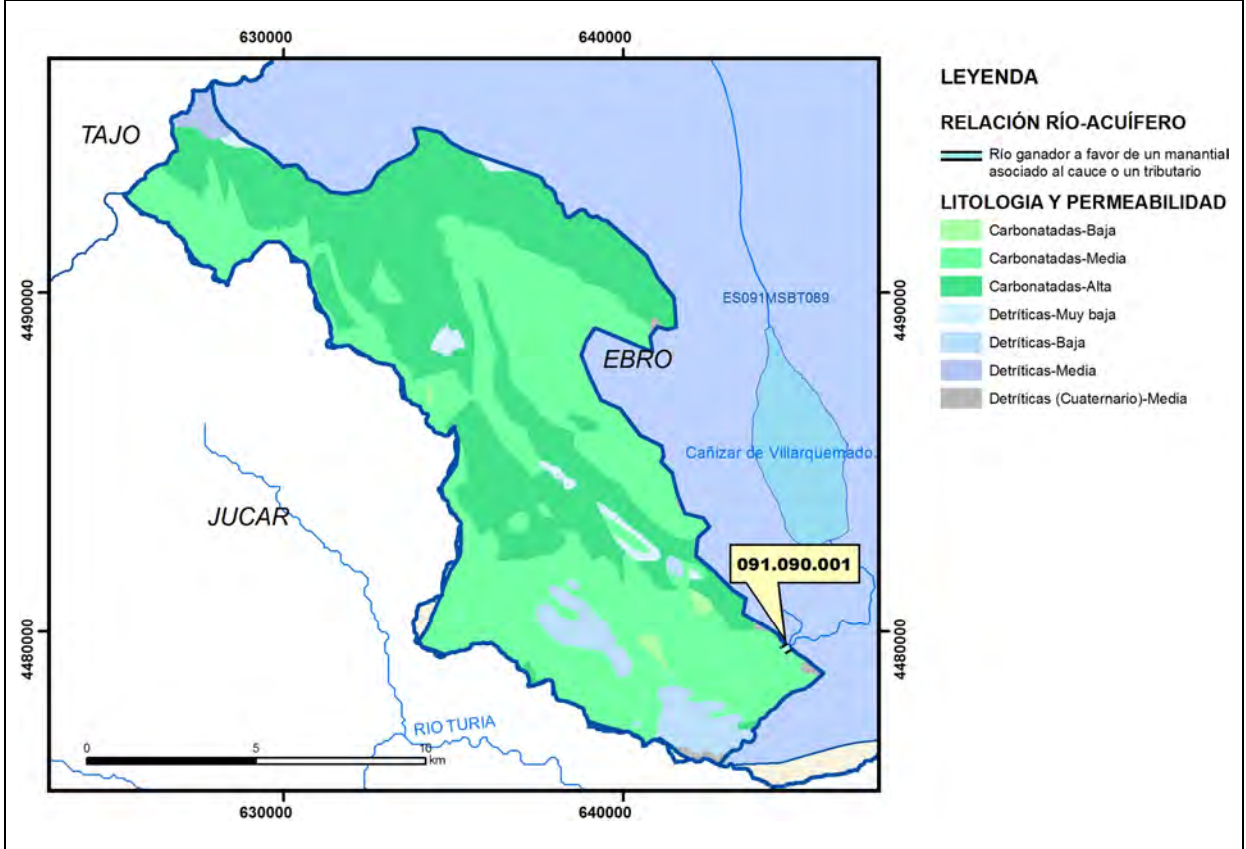 630000
640000
TAJO
4490000
4490000
ES091MSBT089
EBRO
Cañizar de Villarquemado.
JUCAR
091.090.001
4480000
4480000
RIO TURIA
0
5
10
km
630000
640000
LEYENDA
RELACIÓN RÍO-ACUÍFERO
Río ganador a favor de un manantial
asociado al cauce o un tributario
LITOLOGIA Y PERMEABILIDAD
Carbonatadas-Baja
Carbonatadas-Media
Carbonatadas-Alta
Detríticas-Muy baja
Detríticas-Baja
Detríticas-Media
Detríticas (Cuaternario)-Media